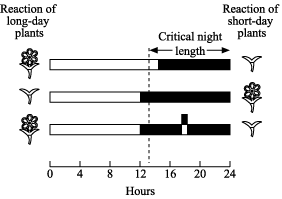 Reaction of
long-day
plants
Critical night
length
Reaction of
short-day
plants
0 4 8 12 16 20 24
Hours